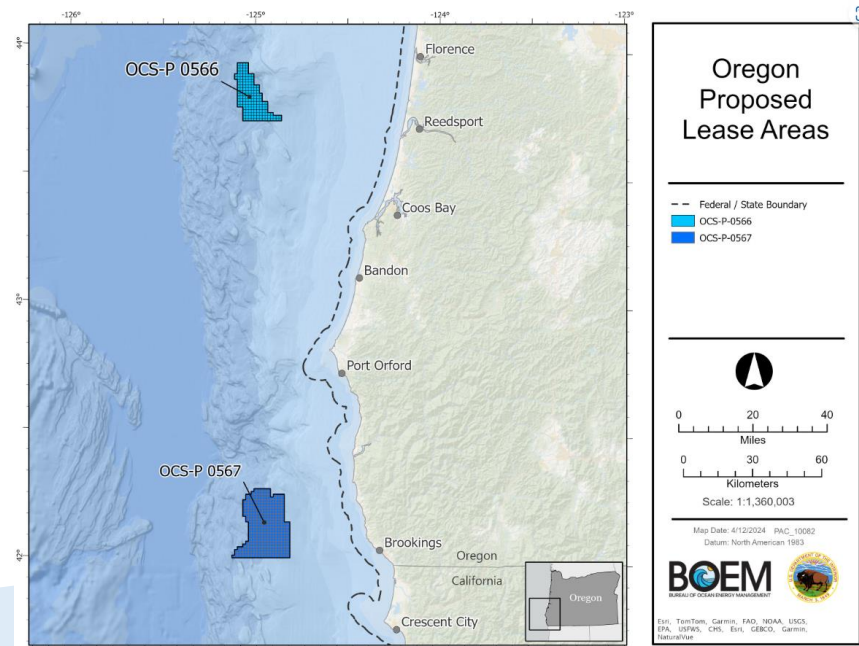 -126°
-125°
-124°
-123°
44°
43°
42°
OCS-P 0566
Florence
Reedsport
Coos Bay
Bandon
Port Orford
OCS-P 0567
Brookings
Oregon
California
Crescent City
Oregon
Oregon
Proposed
Lease Areas
Federal / State Boundary
OCS-P-0566
OCS-P-0567
0 20 40
Miles
0 30 60
Kilometers
Scale: 1:1,360,003
Map Date: 4/12/2024 PAC_10082
Datum: North American 1983
BOEM
BUREAU OF OCEAN ENERGY MANAGEMENT
Esri, TomTom, Garmin, FAO, NOAA, USGS,
EPA, USFWS, CHS, Esri, GEBCO, Garmin,
NaturalVue